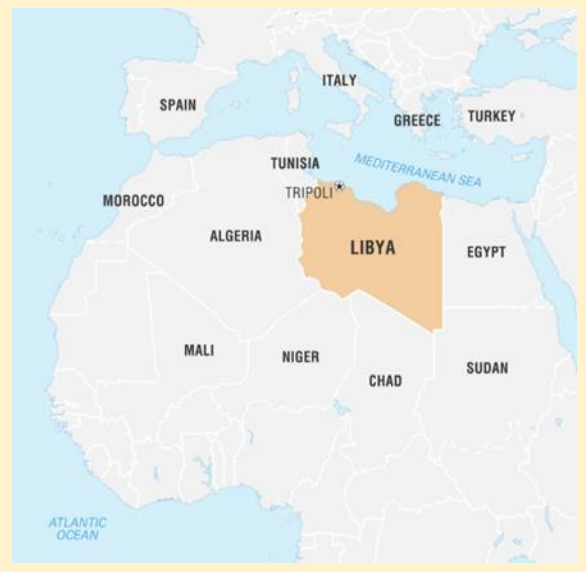 ITALY
SPAIN
GREECE
TURKEY
TUNISIA
MEDITERRANEAN SEA
TRIPOLI
MOROCCO
ALGERIA
LIBYA
EGYPT
MALI
NIGER
CHAD
SUDAN
ATLANTIC
OCEAN